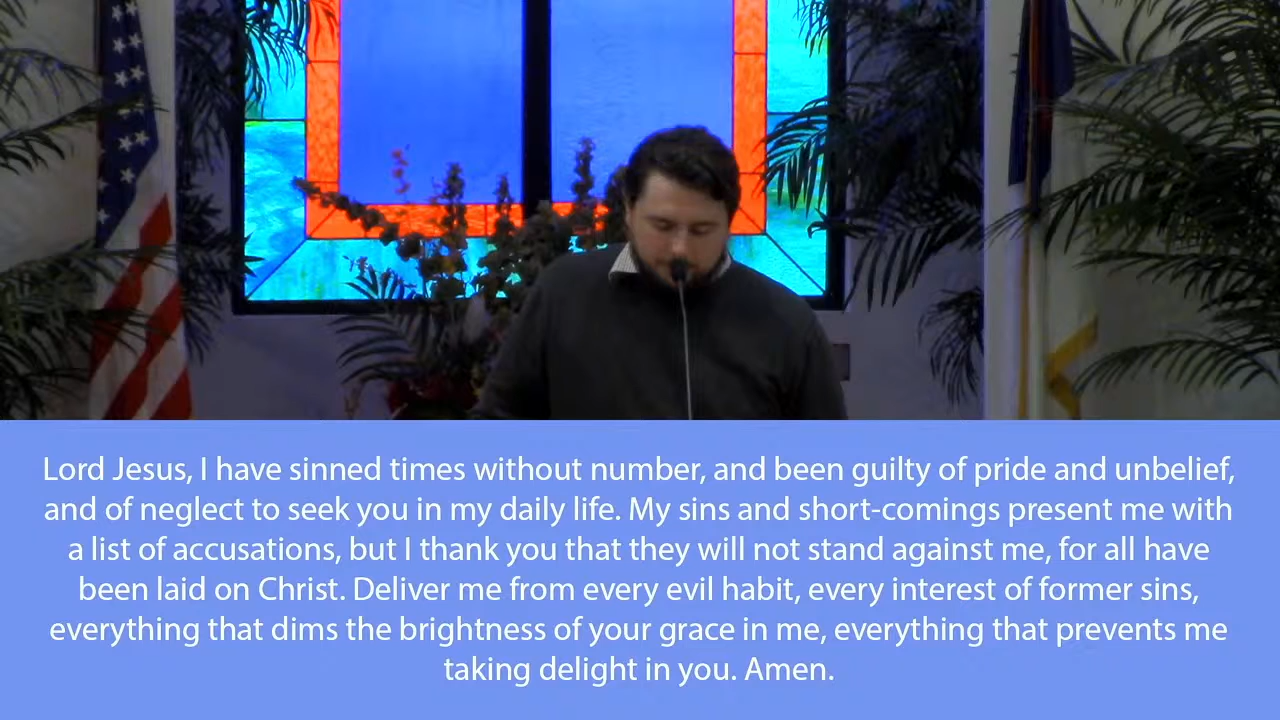 Lord Jesus, I have sinned times without number, and been guilty of pride and unbelief,
and of neglect to seek you in my daily life. My sins and short-comings present me with
a list of accusations, but I thank you that they will not stand against me, for all have
been laid on Christ. Deliver me from every evil habit, every interest of former sins,
everything that dims the brightness of your grace in me, everything that prevents me
taking delight in you. Amen.